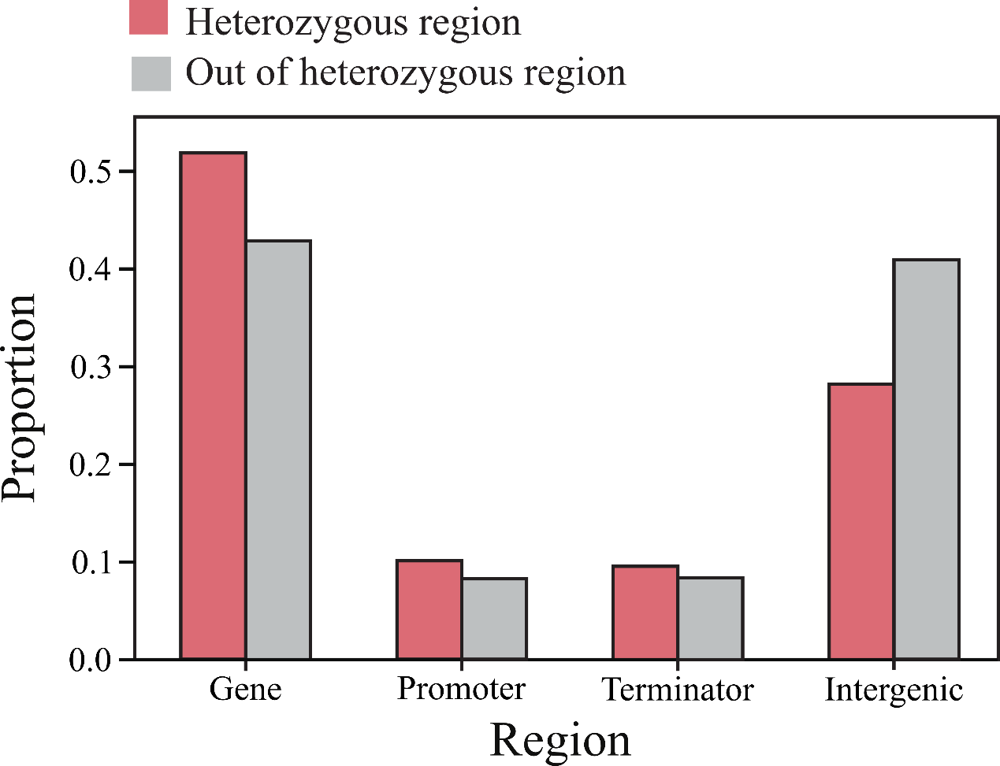 Heterozygous region
Out of heterozygous region
Proportion
0.5
0.4
0.3
0.2
0.1
0.0
Gene Promoter Terminator Intergenic
Region